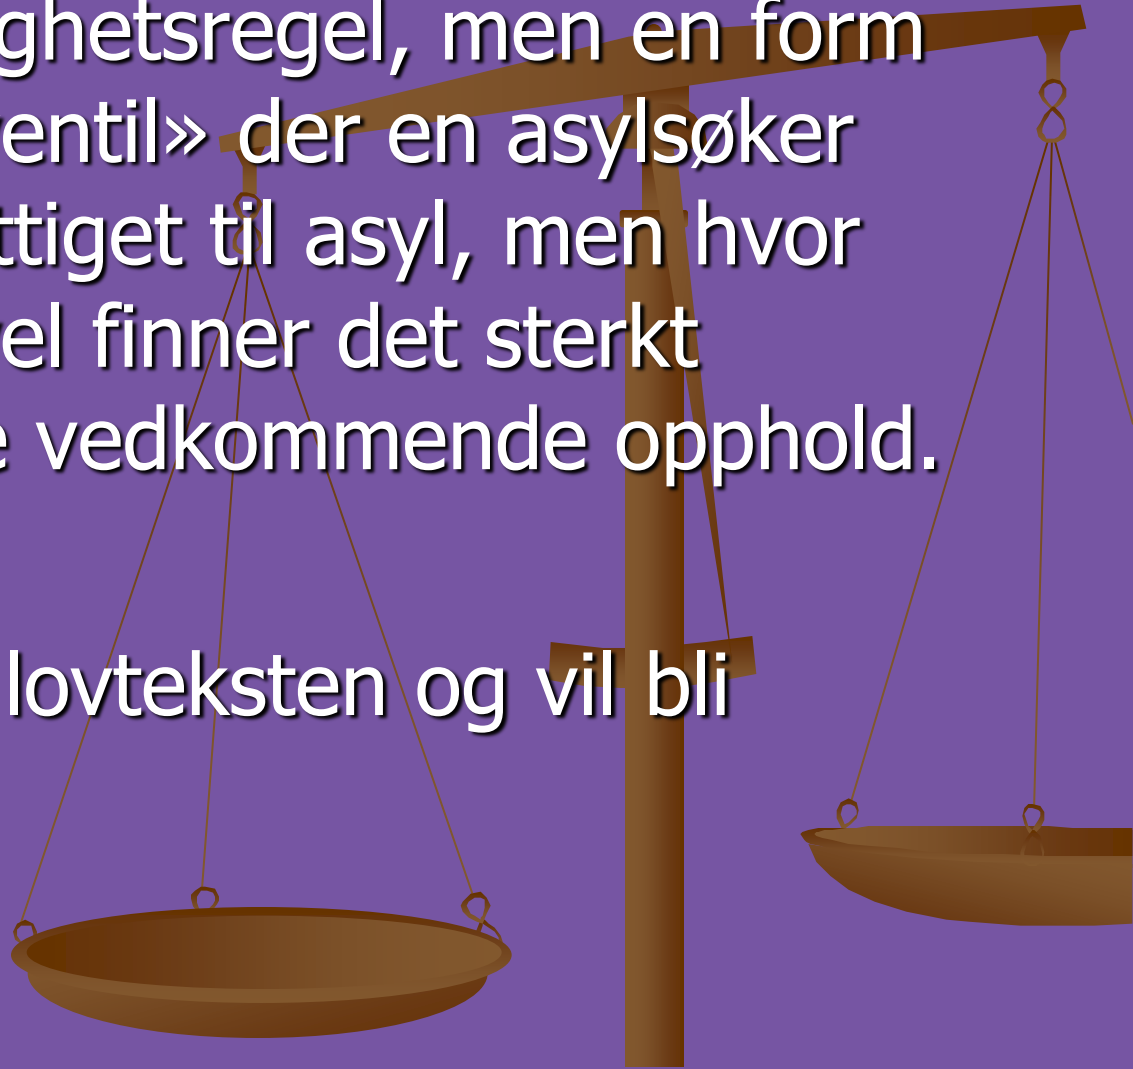 ghetsregel, men en form
entil» der en asylsøker
ttiget til asyl, men hvor
el finner det sterkt
e vedkommende opphold.
lovteksten og vil bli